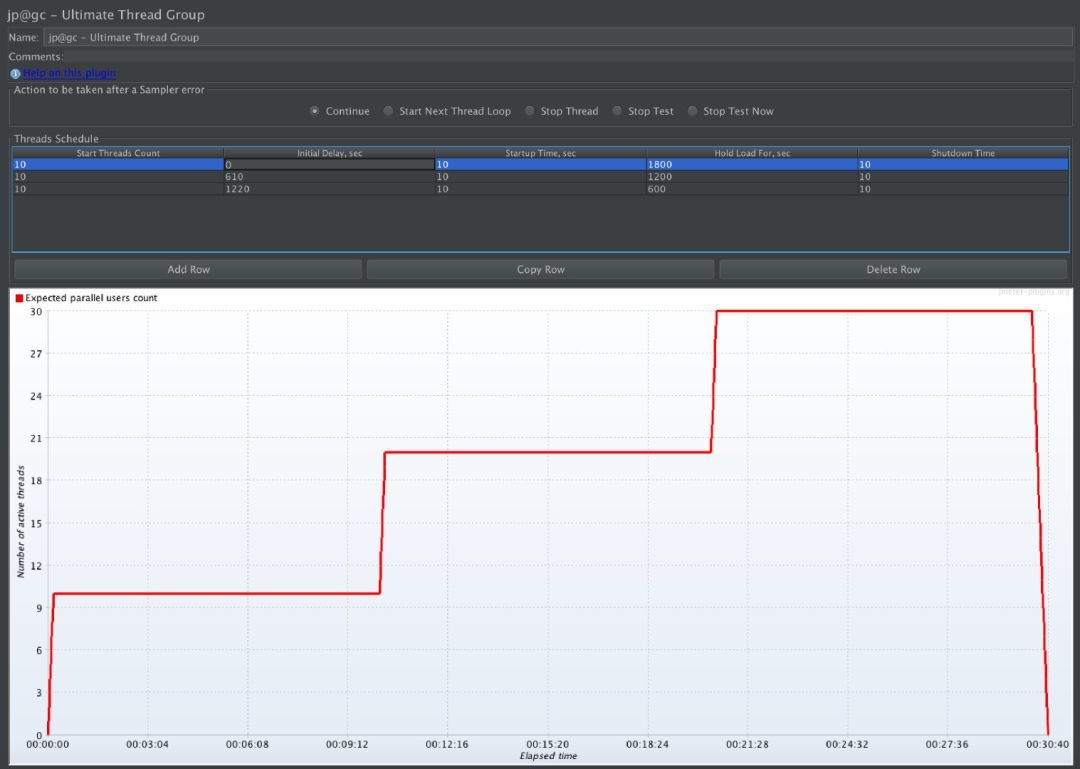 jp@gc - Ultimate Thread Group
Name: jp@gc - Ultimate Thread Group
Comments:
Help on this plugin
Action to be taken after a Sampler error
Continue Start Next Thread Loop Stop Thread Stop Test Stop Test Now
Threads Schedule
Start Threads Count Initial Delay, sec Startup Time, sec Hold Load For, sec Shutdown Time
10 0 10 1800 10
10 610 10 1200 10
10 1220 10 600 10
Add Row Copy Row Delete Row
Expected parallel users count
jmeter-plugins.org
30
27
24
21
18
15
12
9
6
3
0
Number of active threads
00:00:00 00:03:04 00:06:08 00:09:12 00:12:16 00:15:20 00:18:24 00:21:28 00:24:32 00:27:36 00:30:40
Elapsed time